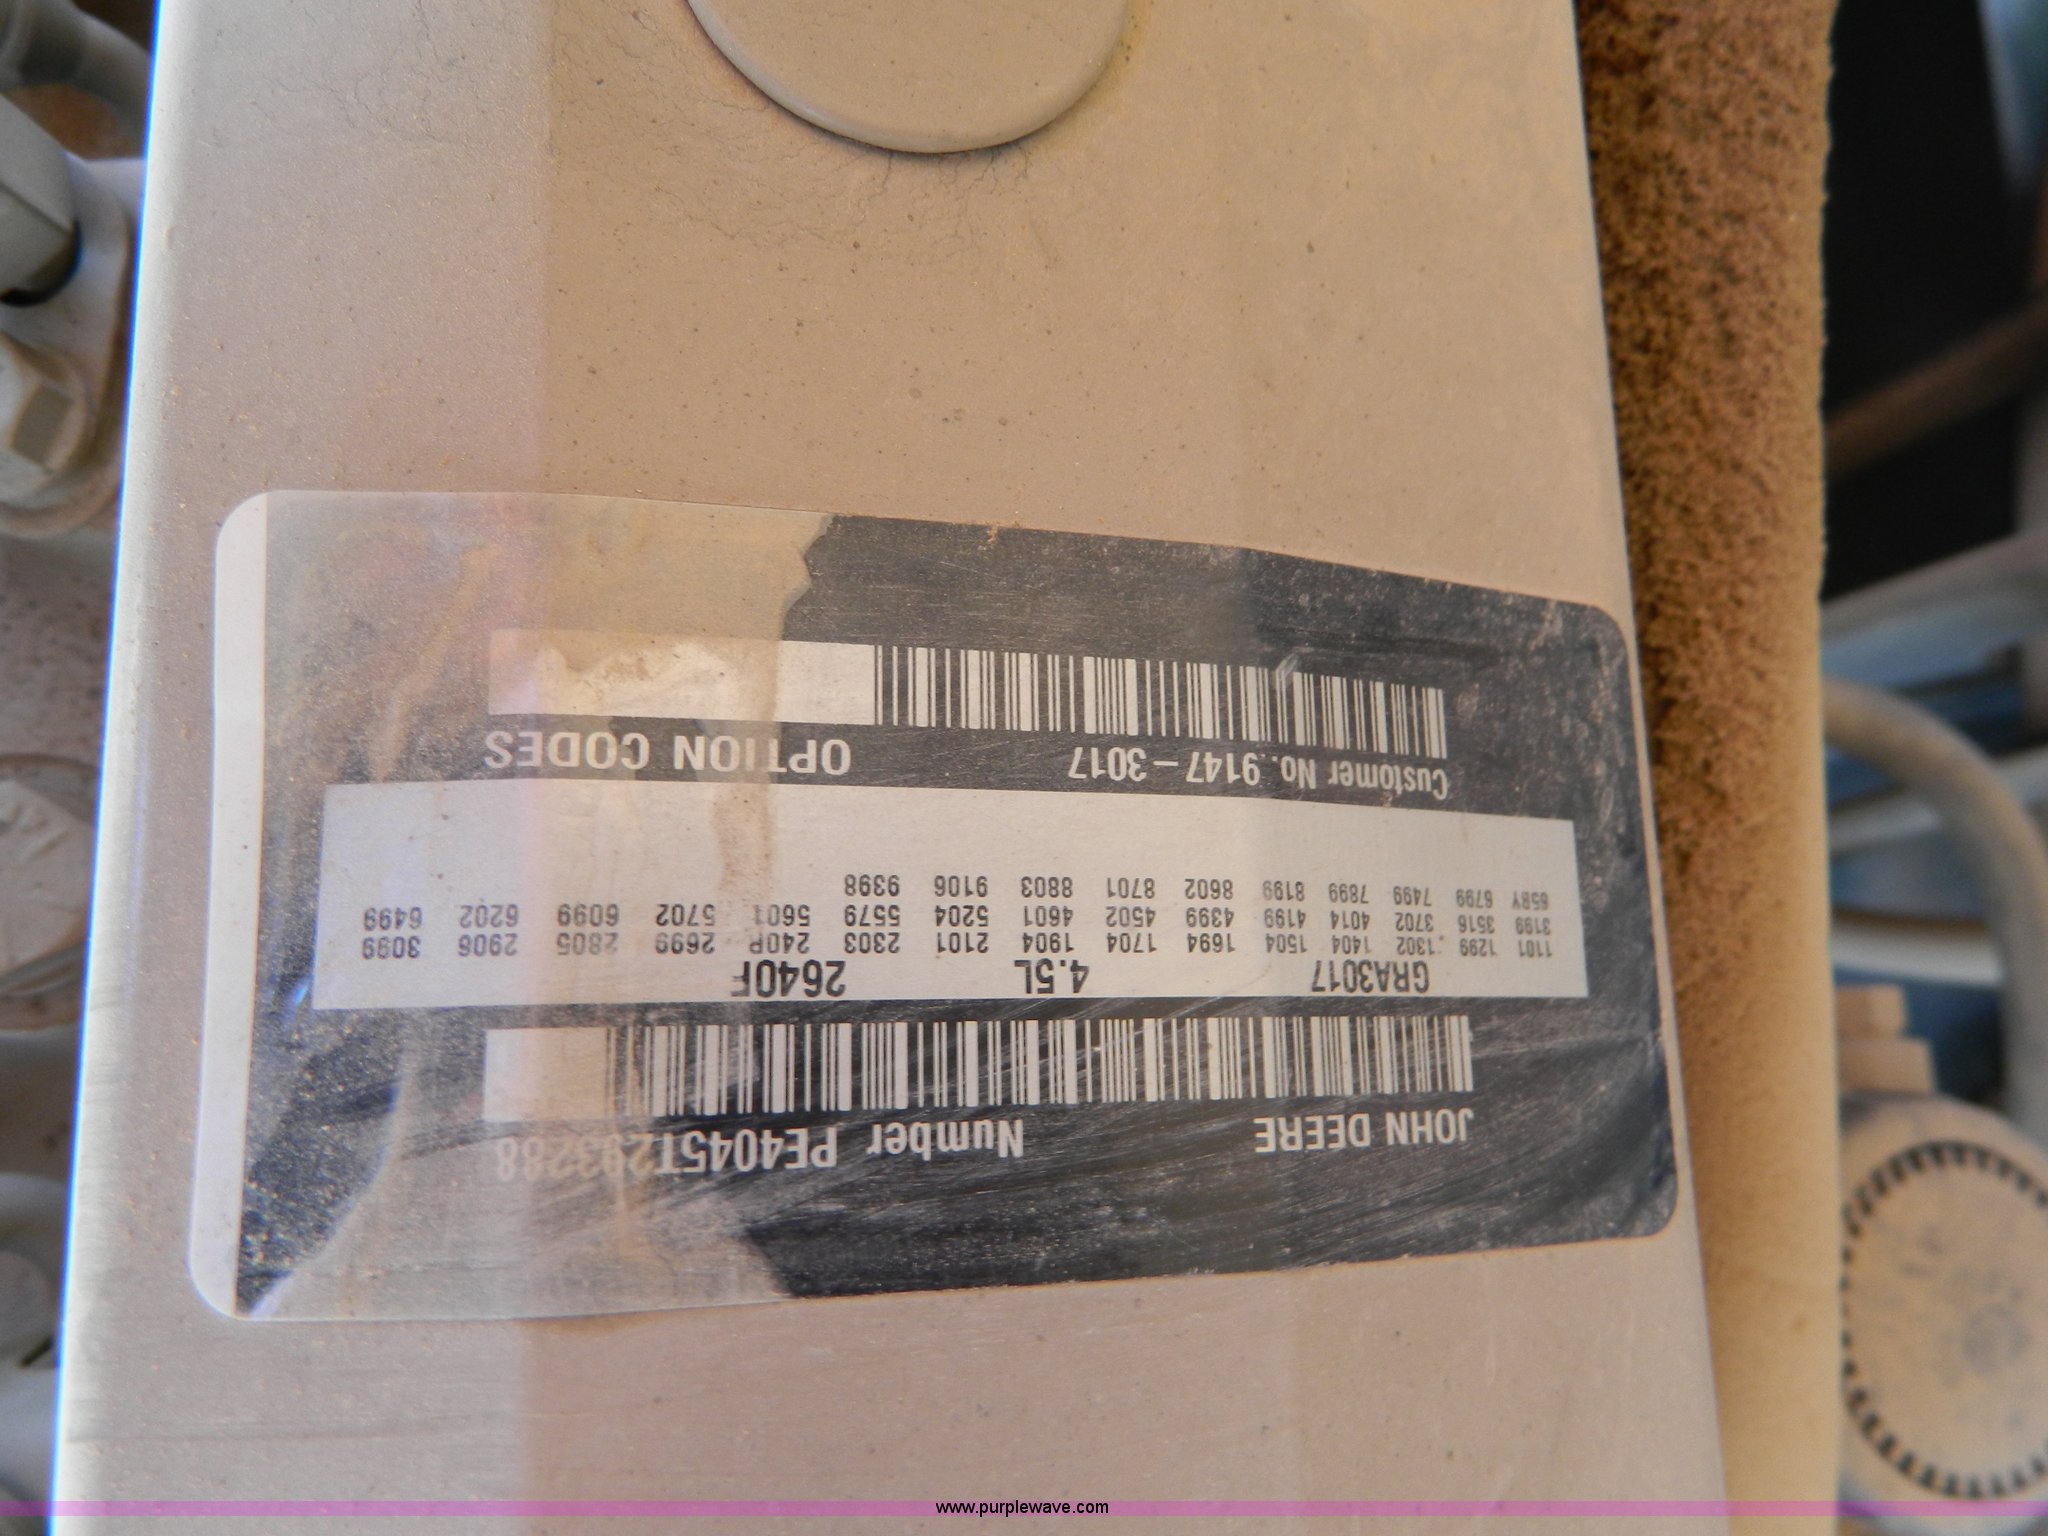 JOHN DEERE Number PE4045T293288
GRA3017 4.5L 2640F
1101 1299 1302 1404 1504 1694 1704 1904 2101 2303 240P 2699 2805 2906 3099
3199 3516 3702 4014 4199 4399 4502 4601 5204 5579 5601 5702 6099 6202 6499
65BY 6799 7499 7899 8199 8602 8701 8803 9106 9398
Customer No. 9147-3017 OPTION CODES
www.purplewave.com